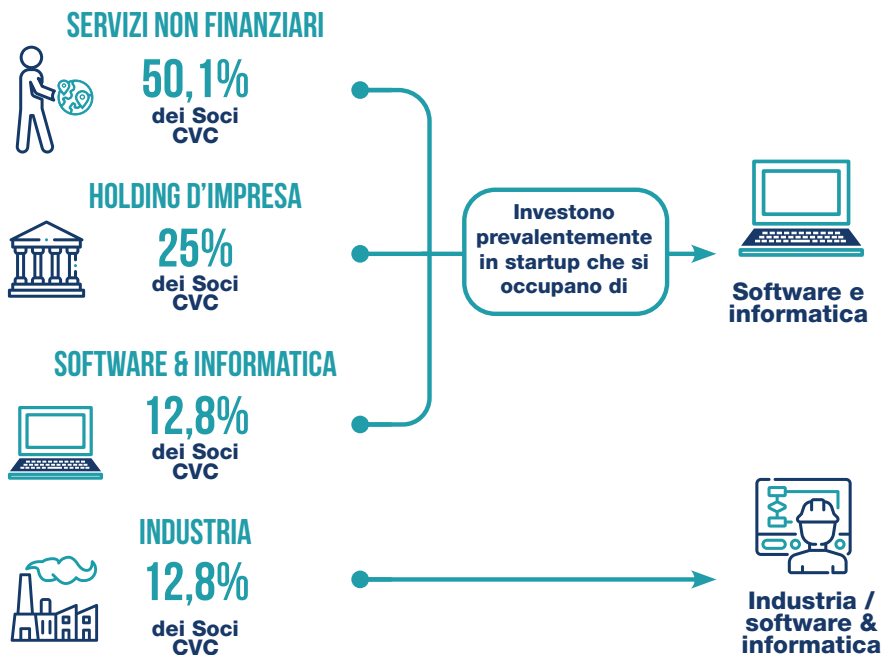 SERVIZI NON FINANZIARI
50,1%
dei Soci
CVC
HOLDING D'IMPRESA
25%
dei Soci
CVC
SOFTWARE & INFORMATICA
12,8%
dei Soci
CVC
INDUSTRIA
12,8%
dei Soci
CVC
Investono
prevalentemente
in startup che si
occupano di
Software e
informatica
Industria /
software &
informatica